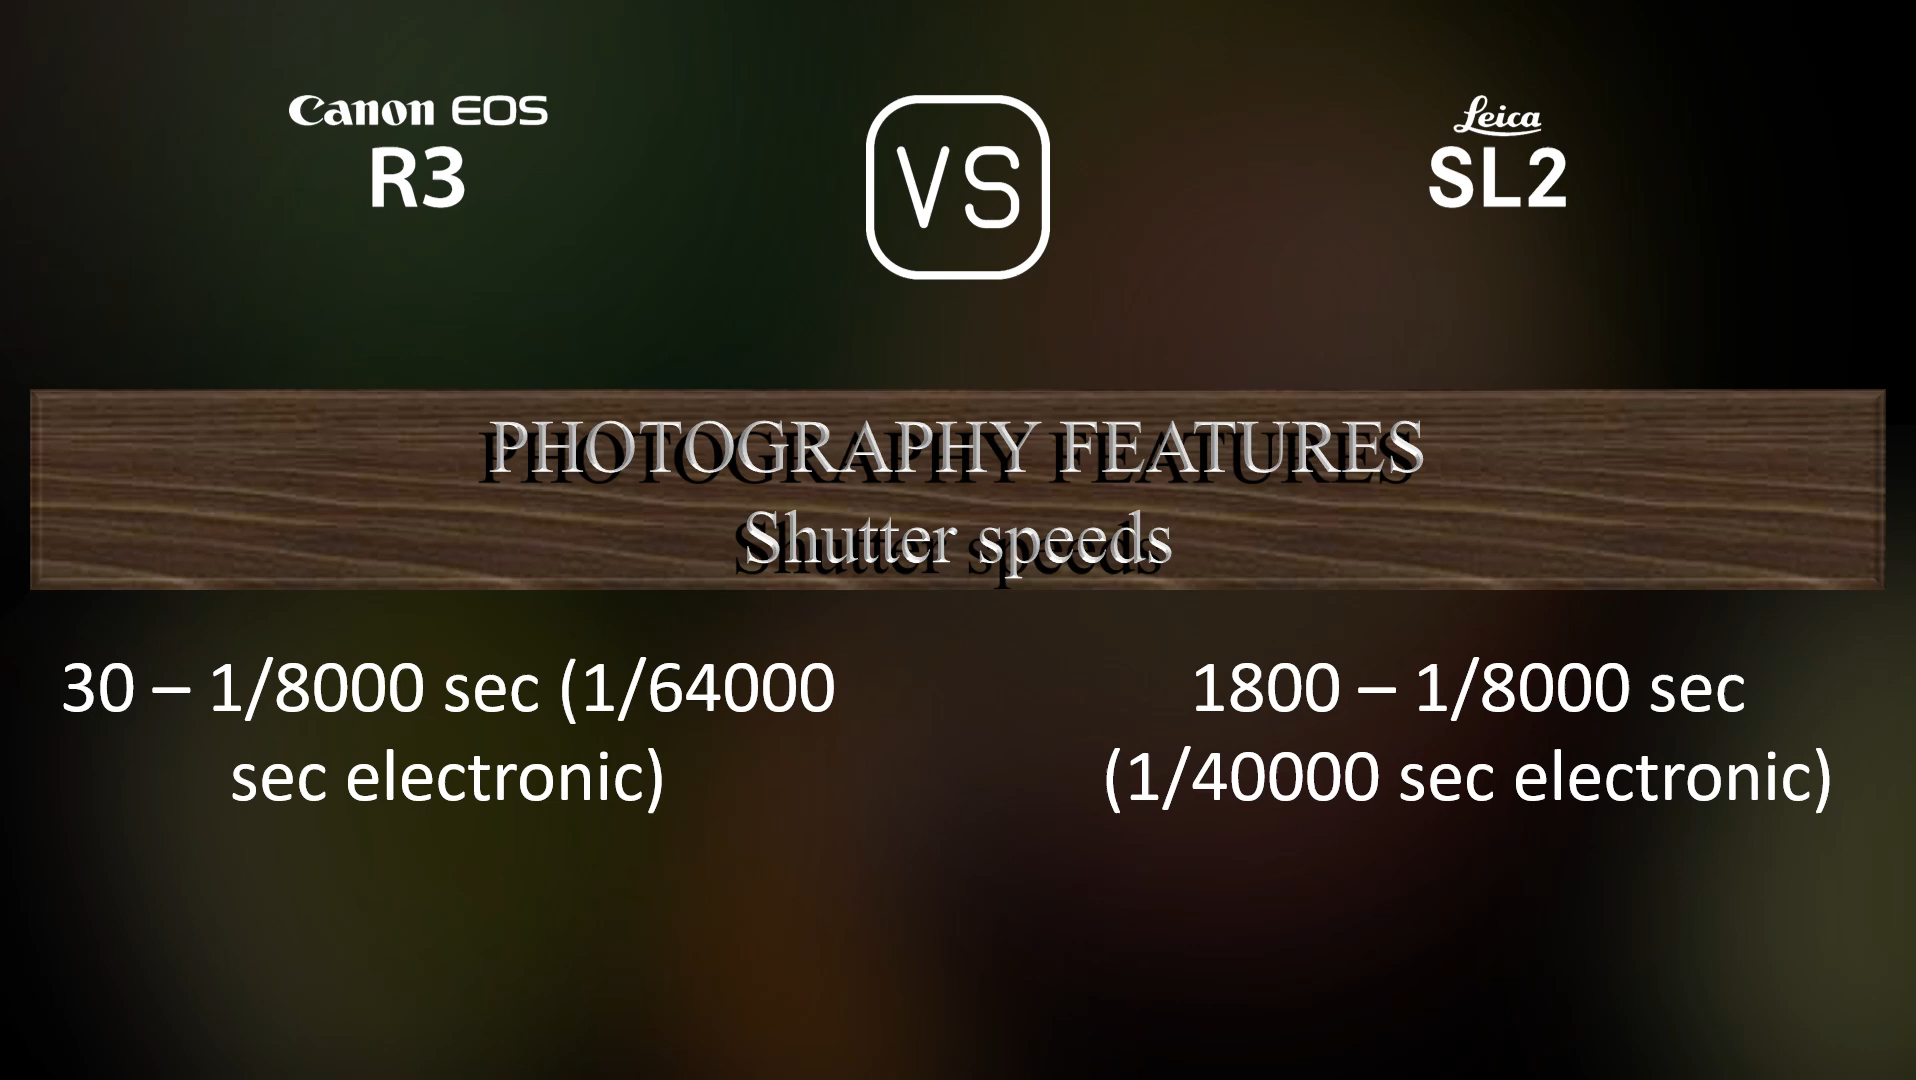 Canon EOS
R3
VS
Leica
SL2
PHOTOGRAPHY FEATURES
Shutter speeds
30 – 1/8000 sec (1/64000
sec electronic)
1800 – 1/8000 sec
(1/40000 sec electronic)